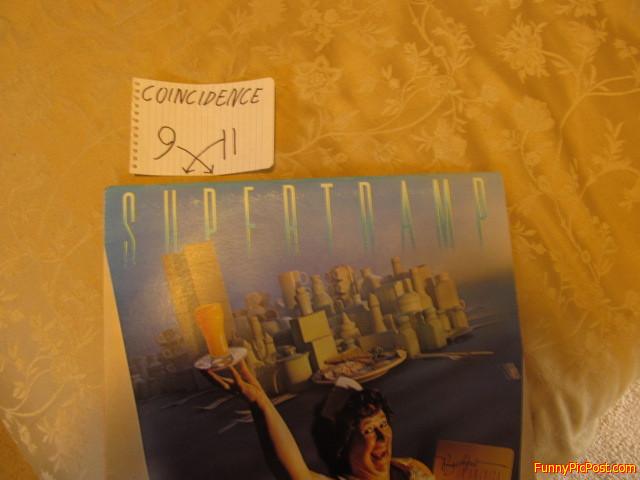 COINCIDENCE
9 11
SUPERTRAMP
FunnyPicPost.com